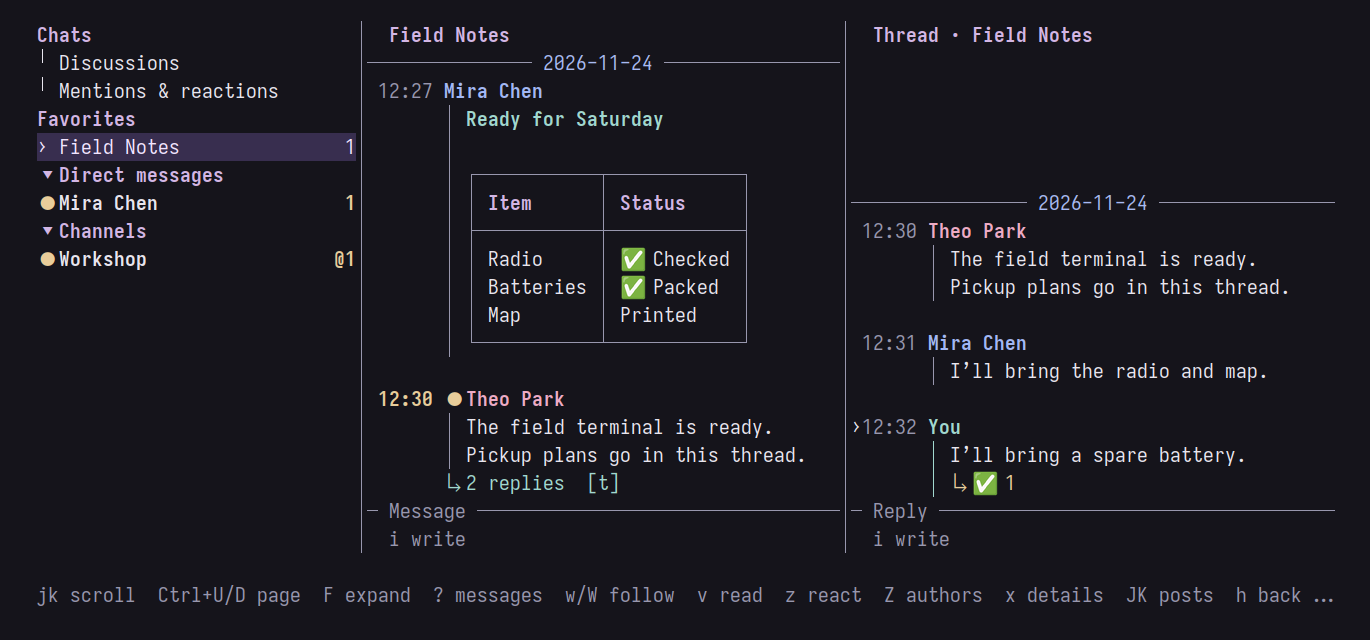 Chats
Discussions
Mentions & reactions
Favorites
› Field Notes 1
▾ Direct messages
● Mira Chen 1
▾ Channels
● Workshop @1
Field Notes
2026-11-24
12:27 Mira Chen
Ready for Saturday
Item Status
Radio ✅ Checked
Batteries ✅ Packed
Map Printed
12:30 ● Theo Park
The field terminal is ready.
Pickup plans go in this thread.
↳ 2 replies [t]
Message
i write
Thread · Field Notes
2026-11-24
12:30 Theo Park
The field terminal is ready.
Pickup plans go in this thread.
12:31 Mira Chen
I’ll bring the radio and map.
›12:32 You
I’ll bring a spare battery.
↳ ✅ 1
Reply
i write
jk scroll Ctrl+U/D page F expand ? messages w/W follow v read z react Z authors x details JK posts h back …